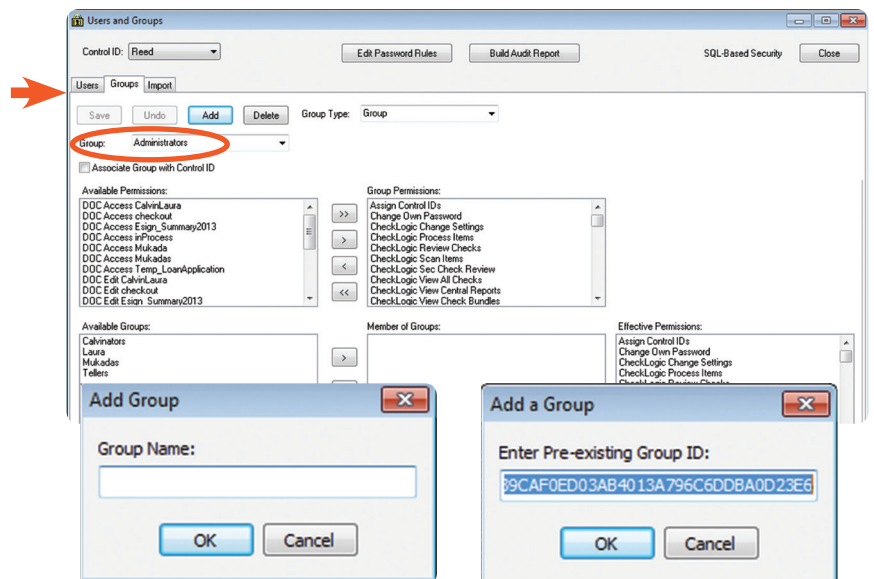 Users and Groups
Control ID: Reed
Edit Password Rules
Build Audit Report
SQL-Based Security
Close
Users
Groups
Import
Save
Undo
Add
Delete
Group Type: Group
Group: Administrators
Associate Group with Control ID
Available Permissions:
DOC Access CalvinLaura
DOC Access checkout
DOC Access Esign_Summary2013
DOC Access inProcess
DOC Access Mukada
DOC Access Mukadas
DOC Access Temp_LoanApplication
DOC Edit CalvinLaura
DOC Edit checkout
DOC Edit Esign_Summary2013
>>
>
<
<<
Group Permissions:
Assign Control IDs
Change Own Password
CheckLogic Change Settings
CheckLogic Process Items
CheckLogic Review Checks
CheckLogic Scan Items
CheckLogic Sec Check Review
CheckLogic View All Checks
CheckLogic View Central Reports
CheckLogic View Check Bundles
Available Groups:
Calvinators
Laura
Mukadas
Tellers
>
Member of Groups:
Effective Permissions:
Assign Control IDs
Change Own Password
CheckLogic Change Settings
CheckLogic Process Items
CheckLogic Review Checks
Add Group
Group Name:
OK
Cancel
Add a Group
Enter Pre-existing Group ID:
39CAF0ED03AB4013A796C6DDBA0D23E6
OK
Cancel